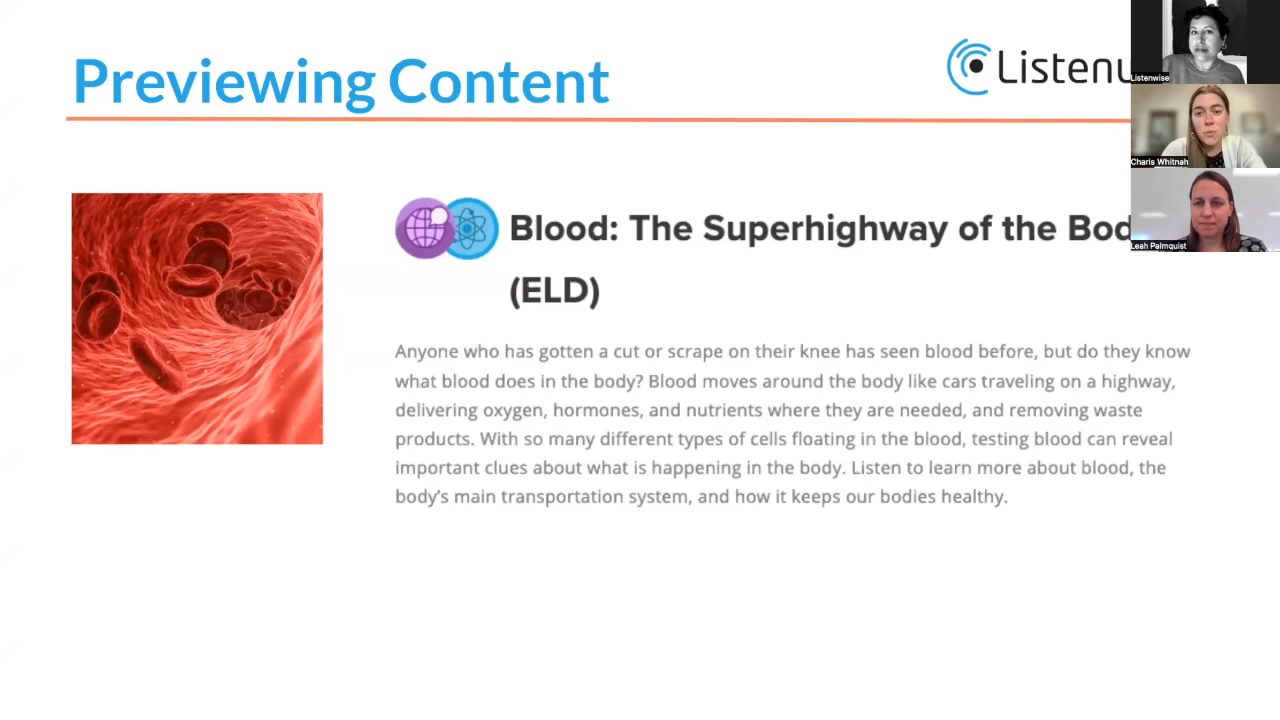 Previewing Content
Listenw
Listenwise
Charis Whitnah
Leah Palmquist
Blood: The Superhighway of the Bod
(ELD)
Anyone who has gotten a cut or scrape on their knee has seen blood before, but do they know
what blood does in the body? Blood moves around the body like cars traveling on a highway,
delivering oxygen, hormones, and nutrients where they are needed, and removing waste
products. With so many different types of cells floating in the blood, testing blood can reveal
important clues about what is happening in the body. Listen to learn more about blood, the
body's main transportation system, and how it keeps our bodies healthy.